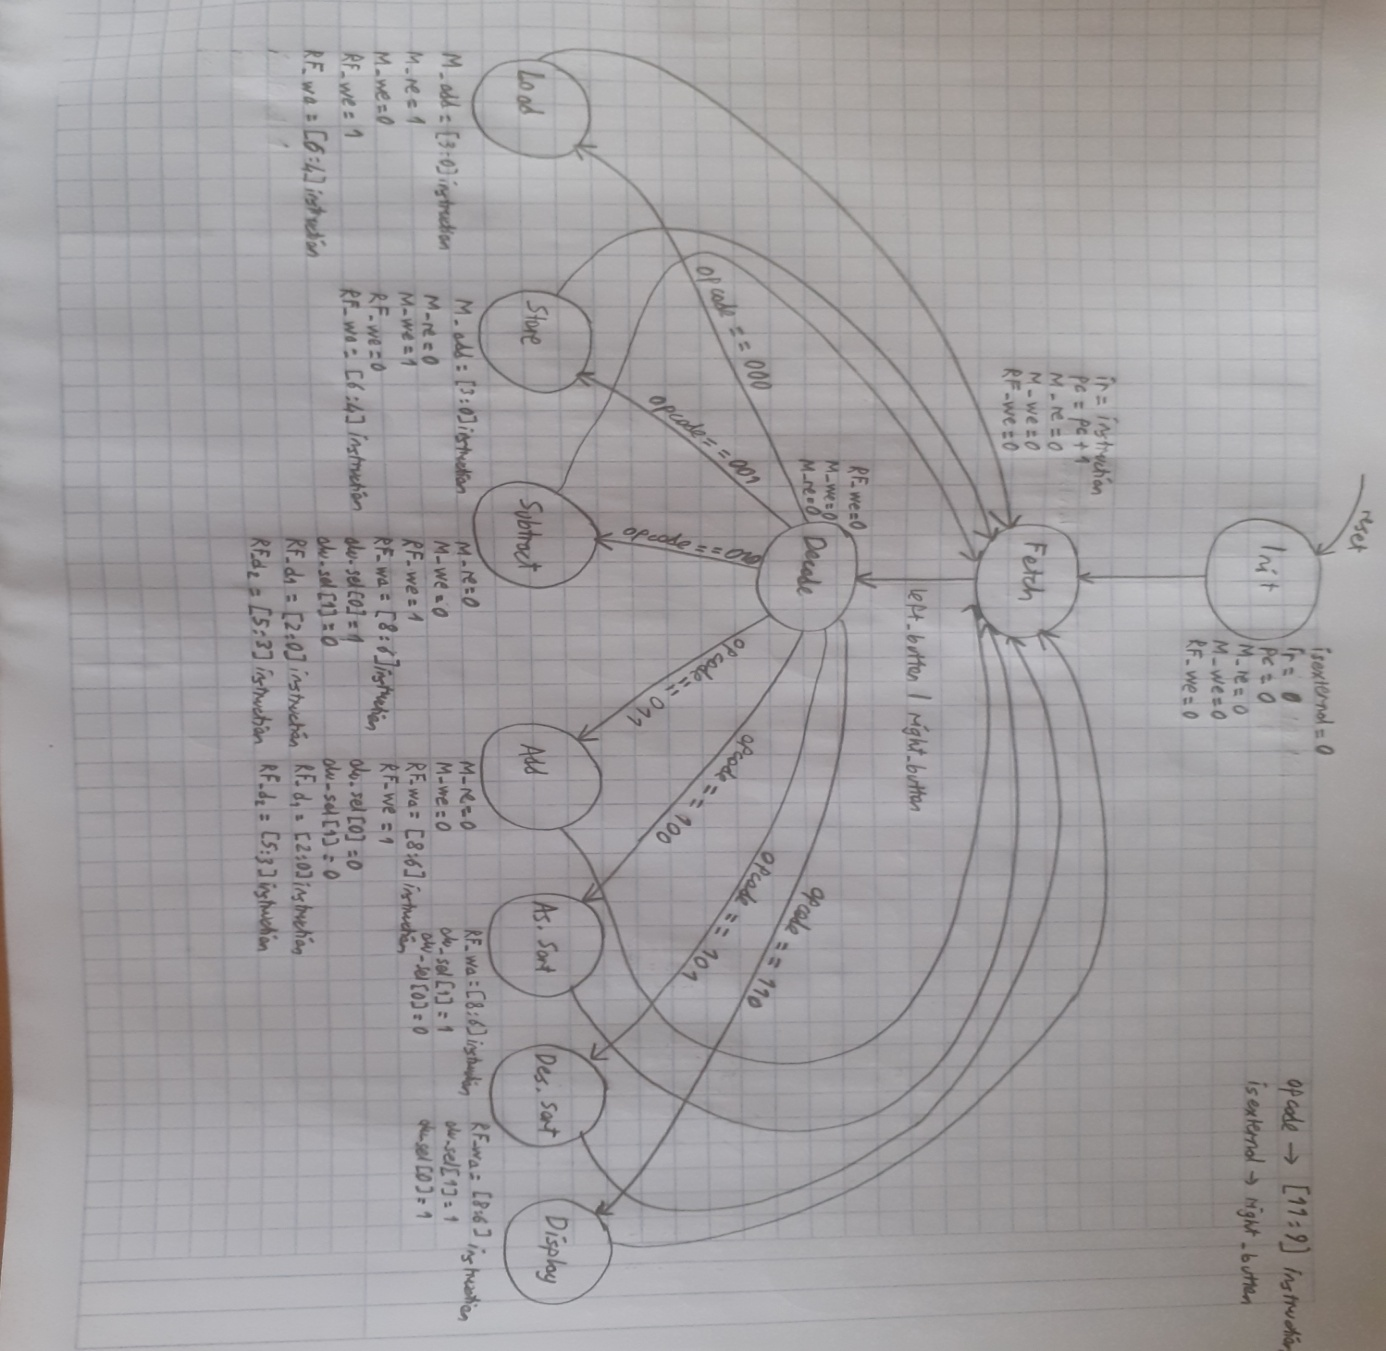 reset
Init
isexternal = 0
ir = 0
pc = 0
M_re = 0
M_we = 0
RF_we = 0
opcode → [11:9] instruction
isexternal → right_button
ir = instruction
pc = pc + 1
M_re = 0
M_we = 0
RF_we = 0
Fetch
left_button | right_button
RF_we = 0
M_we = 0
M_re = 0
Decode
opcode == 000
opcode == 001
opcode == 010
opcode == 011
opcode == 100
opcode == 101
opcode == 110
Load
M_add = [3:0] instruction
M_re = 1
M_we = 0
RF_we = 1
RF_wa = [6:4] instruction
Store
M_add = [3:0] instruction
M_re = 0
M_we = 1
RF_we = 0
RF_wa = [6:4] instruction
Subtract
M_re = 0
M_we = 0
RF_we = 1
RF_wa = [8:6] instruction
alu_sel[0] = 1
alu_sel[1] = 0
RF_d1 = [2:0] instruction
RF_d2 = [5:3] instruction
Add
M_re = 0
M_we = 0
RF_wa = [8:6] instruction
RF_we = 1
alu_sel[0] = 0
alu_sel[1] = 0
RF_d1 = [2:0] instruction
RF_d2 = [5:3] instruction
As. Sort
RF_wa = [8:6] instruction
alu_sel[1] = 1
alu_sel[0] = 0
Des. Sort
RF_wa = [8:6] instruction
alu_sel[1] = 1
alu_sel[0] = 1
Display